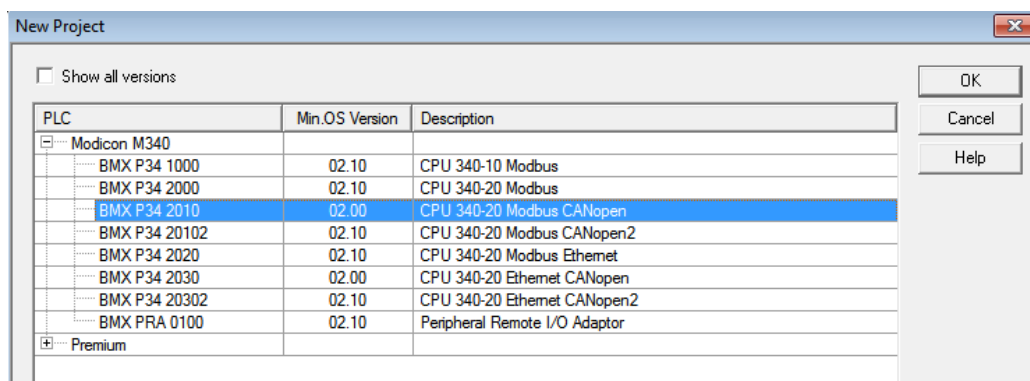 New Project
Show all versions
OK
PLC Min.OS Version Description
Cancel
Modicon M340
Help
BMX P34 1000 02.10 CPU 340-10 Modbus
BMX P34 2000 02.10 CPU 340-20 Modbus
BMX P34 2010 02.00 CPU 340-20 Modbus CANopen
BMX P34 20102 02.10 CPU 340-20 Modbus CANopen2
BMX P34 2020 02.10 CPU 340-20 Modbus Ethernet
BMX P34 2030 02.00 CPU 340-20 Ethernet CANopen
BMX P34 20302 02.10 CPU 340-20 Ethernet CANopen2
BMX PRA 0100 02.10 Peripheral Remote I/O Adaptor
Premium